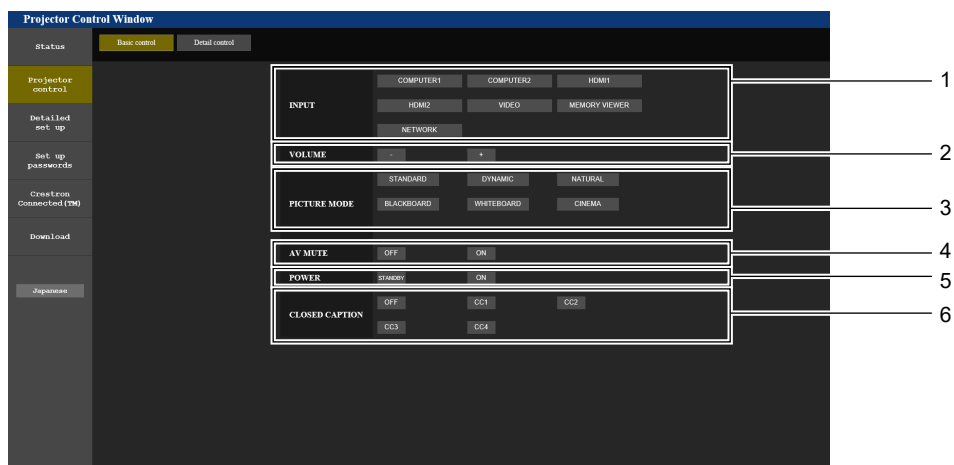 Projector Control Window
Status
Basic control Detail control
Projector
control
Detailed
set up
Set up
passwords
Crestron
Connected(TM)
Download
Japanese
INPUT
COMPUTER1 COMPUTER2 HDMI1
HDMI2 VIDEO MEMORY VIEWER
NETWORK
1
VOLUME - +
2
PICTURE MODE
STANDARD DYNAMIC NATURAL
BLACKBOARD WHITEBOARD CINEMA
3
AV MUTE OFF ON
4
POWER STANDBY ON
5
CLOSED CAPTION
OFF CC1 CC2
CC3 CC4
6